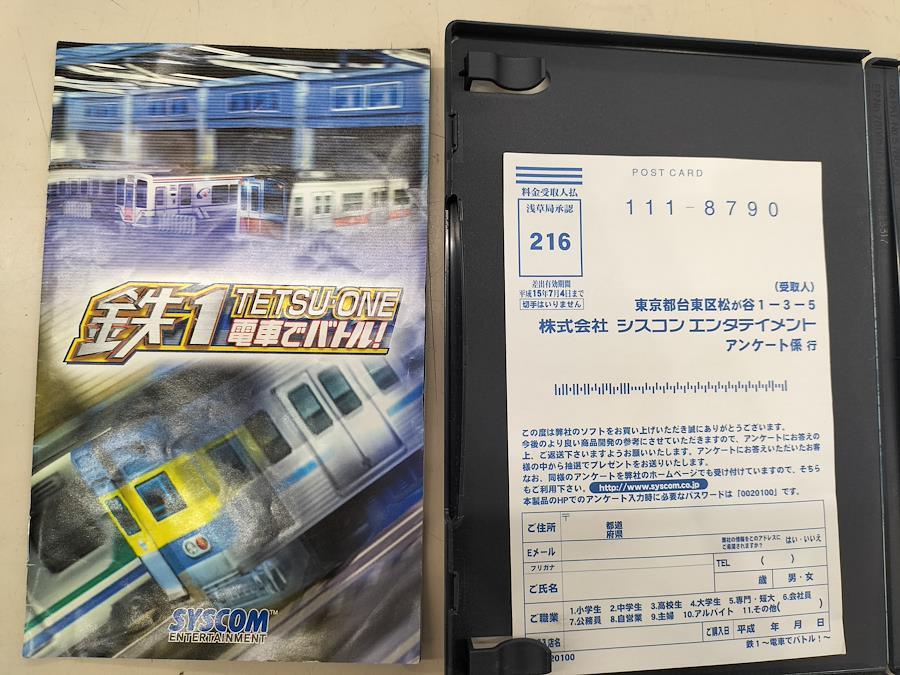 鉄1 TETSU-ONE
電車でバトル!
SYSCOM™
ENTERTAINMENT
POST CARD
料金受取人払
浅草局承認
216
差出有効期間
平成15年7月4日まで
切手はいりません
111-8790
(受取人)
東京都台東区松が谷1-3-5
株式会社 シスコン エンタテイメント
アンケート係 行
この度は弊社のソフトをお買い上げいただき誠にありがとうございます。
今後のより良い商品開発の参考にさせていただきますので、アンケートにお答えの
上、ご返送下さいますようお願いいたします。アンケートにお答えいただいたお客
様の中から抽選でプレゼントをお送りいたします。
なお、同様のアンケートを弊社のホームページでも受け付けていますので、そちら
もご利用下さい。 http://www.syscom.co.jp
本製品のHPでのアンケート入力時に必要なパスワードは「0020100」です。
ご住所 〒 都道
府県
Eメール
弊社の情報をこのアドレスに
ご希望されますか? はい・いいえ
フリガナ
TEL ( )
ご氏名
歳 男・女
ご職業 1.小学生 2.中学生 3.高校生 4.大学生 5.専門・短大 6.会社員
7.公務員 8.自営業 9.主婦 10.アルバイト 11.その他( )
店名
ご購入日 平成 年 月 日
0020100
鉄1〜電車でバトル!〜